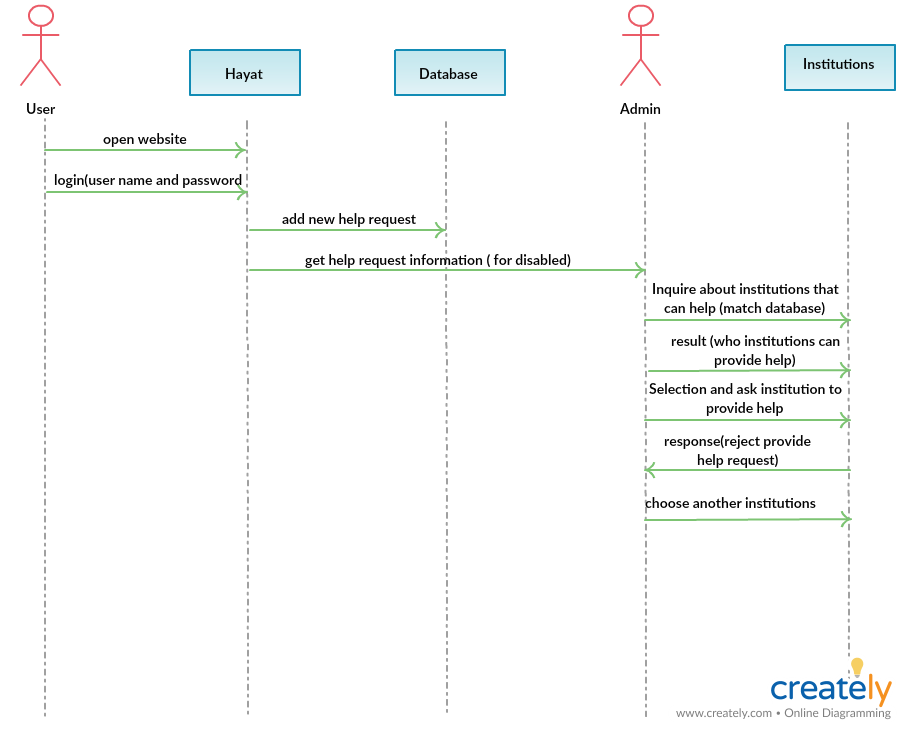 User
Hayat
Database
Admin
Institutions
open website
login(user name and password
add new help request
get help request information ( for disabled)
Inquire about institutions that
can help (match database)
result (who institutions can
provide help)
Selection and ask institution to
provide help
response(reject provide
help request)
choose another institutions
creately
www.creately.com • Online Diagramming